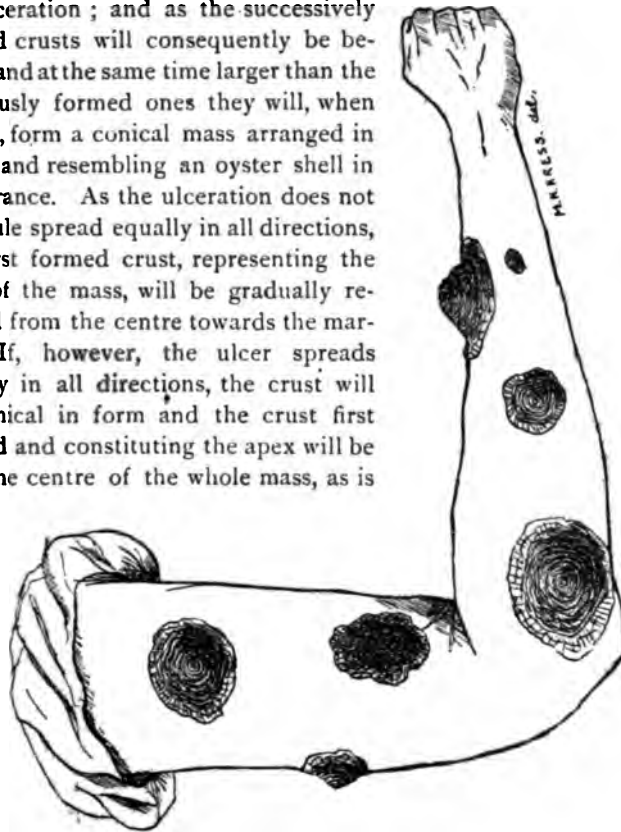 ceration ; and as the successively
d crusts will consequently be be-
and at the same time larger than the
usly formed ones they will, when
, form a conical mass arranged in
and resembling an oyster shell in
rance. As the ulceration does not
le spread equally in all directions,
rst formed crust, representing the
of the mass, will be gradually re-
from the centre towards the mar-
If, however, the ulcer spreads
y in all directions, the crust will
nical in form and the crust first
d and constituting the apex will be
ne centre of the whole mass, as is
del.